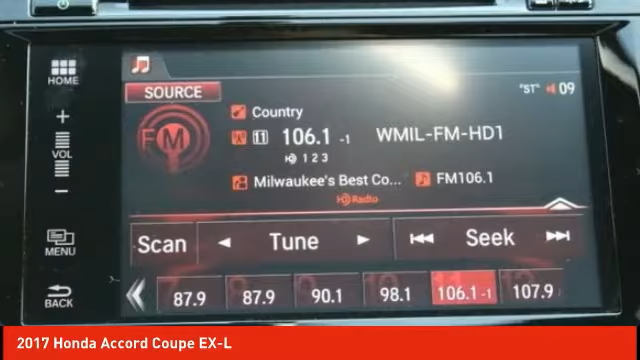 HOME
SOURCE
"ST" 09
Country
FM
11 106.1 -1 WMIL-FM-HD1
HD 1 2 3
VOL
Milwaukee's Best Co... FM106.1
HD Radio
Scan Tune Seek
MENU
BACK
87.9 87.9 90.1 98.1 106.1 -1 107.9
2017 Honda Accord Coupe EX-L